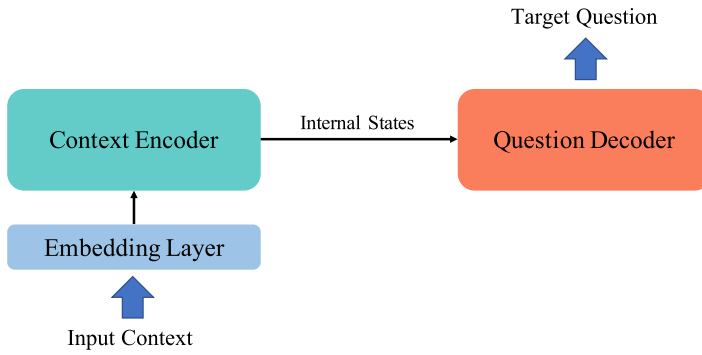 Target Question
Context Encoder
Internal States
Question Decoder
Embedding Layer
Input Context